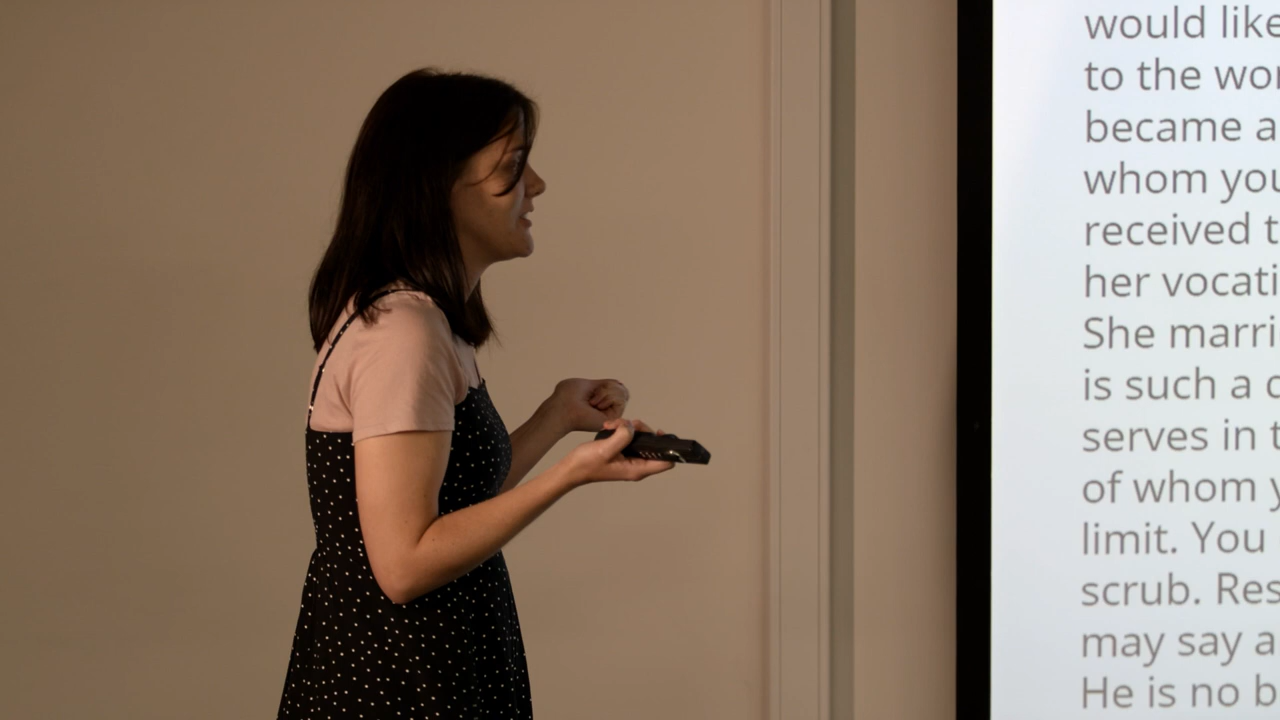 would like
to the wor
became a
whom you
received t
her vocati
She marri
is such a c
serves in t
of whom y
limit. You
scrub. Res
may say a
He is no b